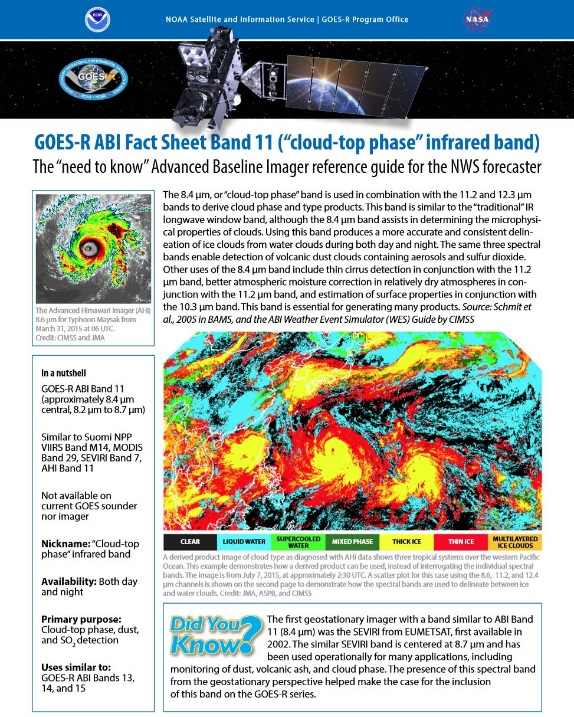 NOAA Satellite and Information Service | GOES-R Program Office
NOAA
NASA
GOES-R
GOES-R ABI Fact Sheet Band 11 ("cloud-top phase" infrared band)
The "need to know" Advanced Baseline Imager reference guide for the NWS forecaster
The Advanced Himawari Imager (AHI)
8.6 µm for Typhoon Maysak from
March 31, 2015 at 06 UTC.
Credit: CIMSS and JMA
The 8.4 µm, or "cloud-top phase" band is used in combination with the 11.2 and 12.3 µm
bands to derive cloud phase and type products. This band is similar to the "traditional" IR
longwave window band, although the 8.4 µm band assists in determining the microphysi-
cal properties of clouds. Using this band produces a more accurate and consistent delin-
eation of ice clouds from water clouds during both day and night. The same three spectral
bands enable detection of volcanic dust clouds containing aerosols and sulfur dioxide.
Other uses of the 8.4 µm band include thin cirrus detection in conjunction with the 11.2
µm band, better atmospheric moisture correction in relatively dry atmospheres in con-
junction with the 11.2 µm band, and estimation of surface properties in conjunction with
the 10.3 µm band. This band is essential for generating many products. Source: Schmit et
al., 2005 in BAMS, and the ABI Weather Event Simulator (WES) Guide by CIMSS
In a nutshell
GOES-R ABI Band 11
(approximately 8.4 µm
central, 8.2 µm to 8.7 µm)
Similar to Suomi NPP
VIIRS Band M14, MODIS
Band 29, SEVIRI Band 7,
AHI Band 11
Not available on
current GOES sounder
nor imager
Nickname: "Cloud-top
phase" infrared band
Availability: Both day
and night
Primary purpose:
Cloud-top phase, dust,
and SO2 detection
Uses similar to:
GOES-R ABI Bands 13,
14, and 15
CLEAR LIQUID WATER SUPERCOOLED WATER MIXED PHASE THICK ICE THIN ICE MULTILAYERED ICE CLOUDS
A derived product image of cloud type as diagnosed with AHI data shows three tropical systems over the western Pacific
Ocean. This example demonstrates how a derived product can be used, instead of interrogating the individual spectral
bands. The image is from July 7, 2015, at approximately 2:30 UTC. A scatter plot for this case using the 8.6, 11.2, and 12.4
µm channels is shown on the second page to demonstrate how the spectral bands are used to delineate between ice
and water clouds. Credit: JMA, ASPB, and CIMSS
Did You
Know?
The first geostationary imager with a band similar to ABI Band
11 (8.4 µm) was the SEVIRI from EUMETSAT, first available in
2002. The similar SEVIRI band is centered at 8.7 µm and has
been used operationally for many applications, including
monitoring of dust, volcanic ash, and cloud phase. The presence of this spectral band
from the geostationary perspective helped make the case for the inclusion
of this band on the GOES-R series.